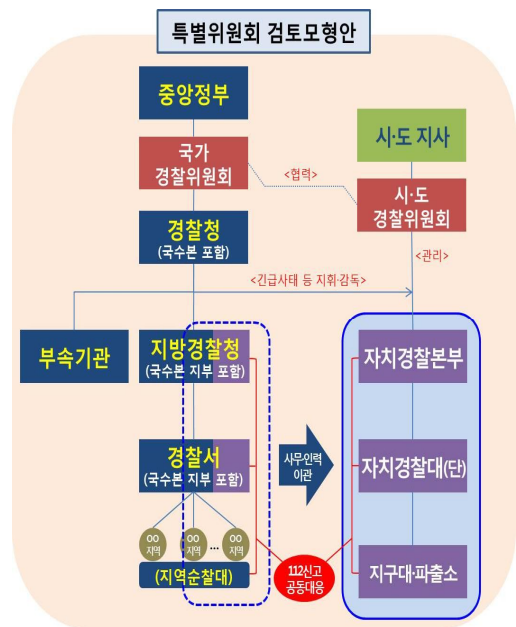 특별위원회 검토모형안
중앙정부
국가
경찰위원회
시·도 지사
<협력>
시·도
경찰위원회
경찰청
(국수본 포함)
<관리>
<긴급사태 등 지휘·감독>
부속기관
지방경찰청
(국수본 지부 포함)
자치경찰본부
경찰서
(국수본 지부 포함)
사무·인력
이관
자치경찰대(단)
OO
지역
OO
지역
...
OO
지역
(지역순찰대)
112신고
공동대응
지구대·파출소